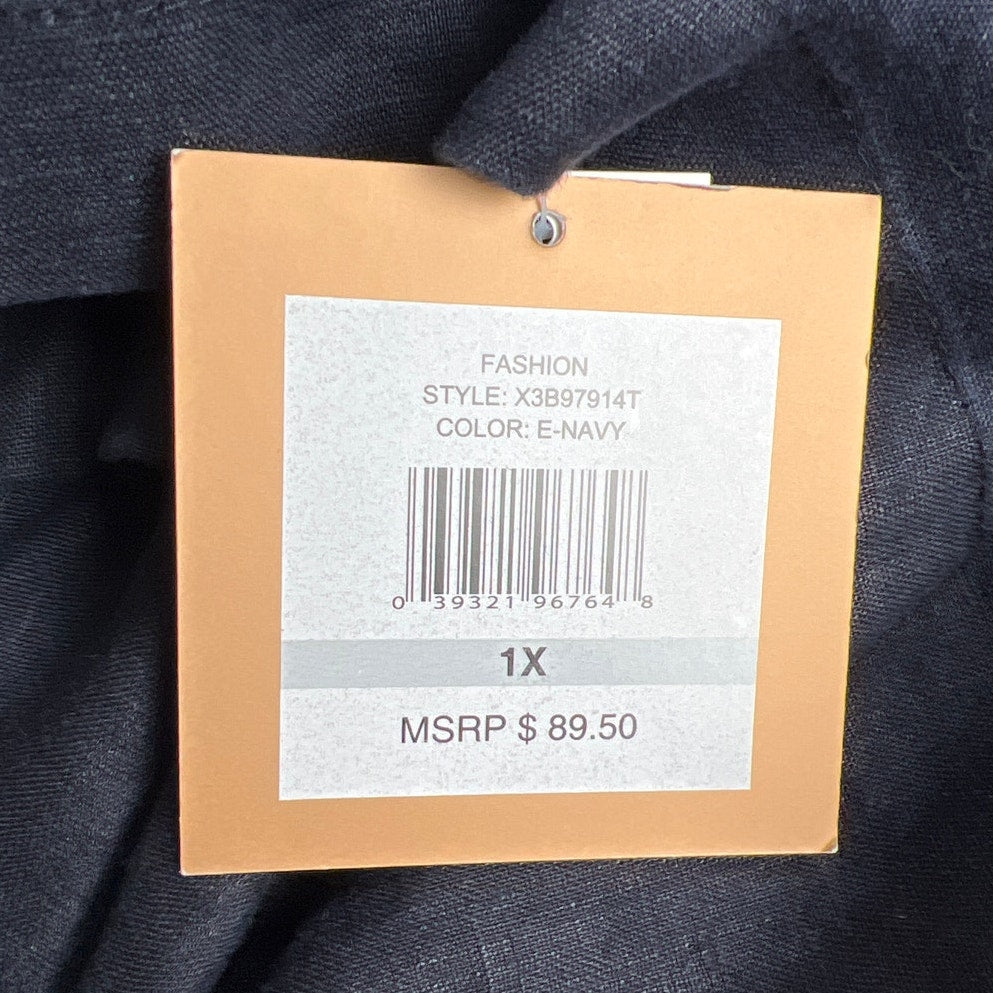 FASHION
STYLE: X3B97914T
COLOR: E-NAVY
0 39321 96764 8
1X
MSRP $ 89.50